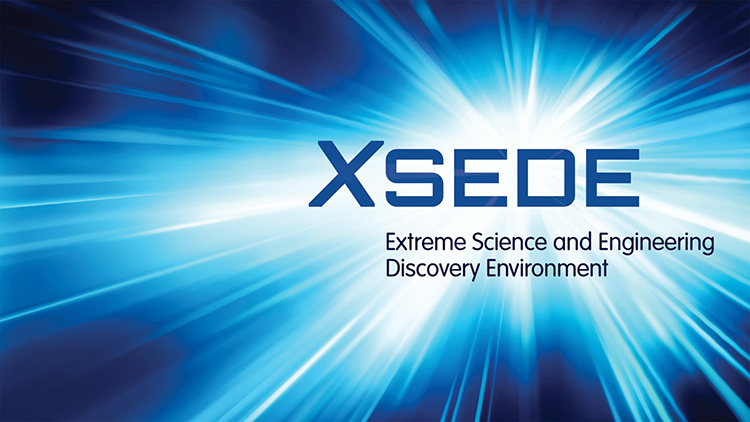 XSEDE
Extreme Science and Engineering
Discovery Environment